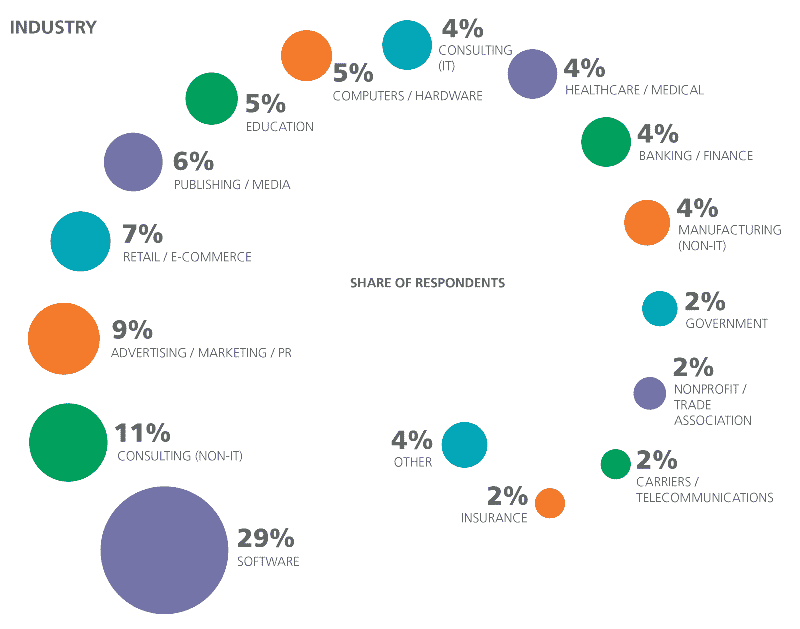 INDUSTRY
4%
CONSULTING
(IT)
5%
COMPUTERS / HARDWARE
4%
HEALTHCARE / MEDICAL
5%
EDUCATION
4%
BANKING / FINANCE
6%
PUBLISHING / MEDIA
4%
MANUFACTURING
(NON-IT)
7%
RETAIL / E-COMMERCE
SHARE OF RESPONDENTS
2%
GOVERNMENT
9%
ADVERTISING / MARKETING / PR
2%
NONPROFIT /
TRADE
ASSOCIATION
11%
CONSULTING (NON-IT)
4%
OTHER
2%
CARRIERS /
TELECOMMUNICATIONS
2%
INSURANCE
29%
SOFTWARE